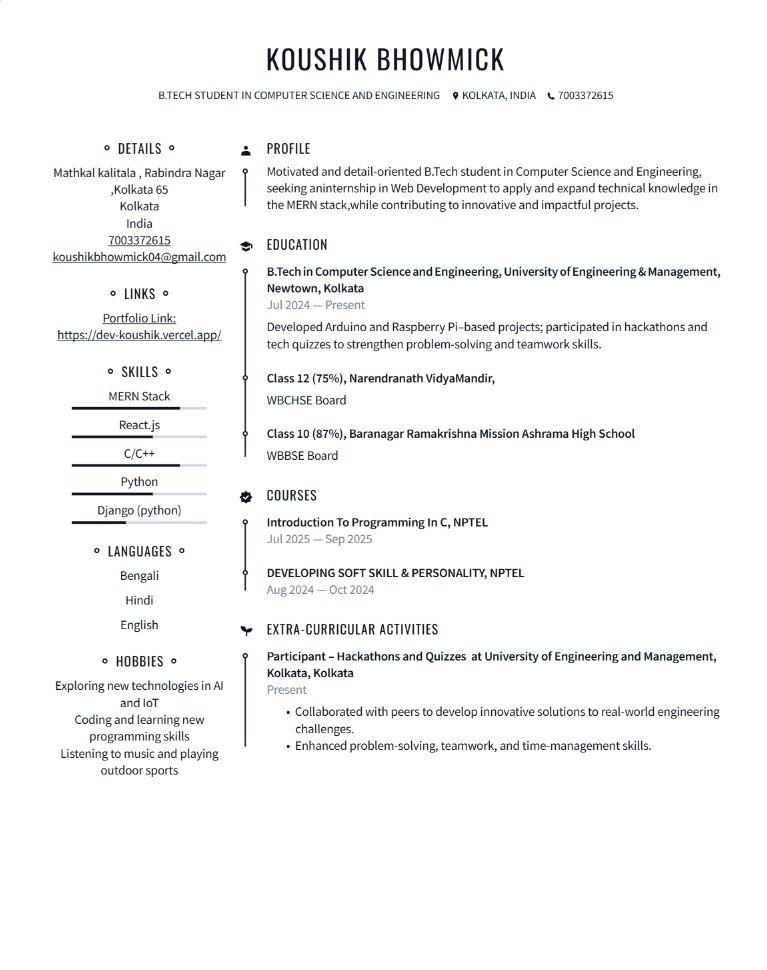 KOUSHIK BHOWMICK
B.TECH STUDENT IN COMPUTER SCIENCE AND ENGINEERING KOLKATA, INDIA 7003372615
DETAILS
Mathkal kalitala , Rabindra Nagar
,Kolkata 65
Kolkata
India
7003372615
koushikbhowmick04@gmail.com
LINKS
Portfolio Link:
https://dev-koushik.vercel.app/
SKILLS
MERN Stack
React.js
C/C++
Python
Django (python)
LANGUAGES
Bengali
Hindi
English
HOBBIES
Exploring new technologies in AI
and IoT
Coding and learning new
programming skills
Listening to music and playing
outdoor sports
PROFILE
Motivated and detail-oriented B.Tech student in Computer Science and Engineering,
seeking aninternship in Web Development to apply and expand technical knowledge in
the MERN stack,while contributing to innovative and impactful projects.
EDUCATION
B.Tech in Computer Science and Engineering, University of Engineering & Management,
Newtown, Kolkata
Jul 2024 — Present
Developed Arduino and Raspberry Pi–based projects; participated in hackathons and
tech quizzes to strengthen problem-solving and teamwork skills.
Class 12 (75%), Narendranath VidyaMandir,
WBCHSE Board
Class 10 (87%), Baranagar Ramakrishna Mission Ashrama High School
WBBSE Board
COURSES
Introduction To Programming In C, NPTEL
Jul 2025 — Sep 2025
DEVELOPING SOFT SKILL & PERSONALITY, NPTEL
Aug 2024 — Oct 2024
EXTRA-CURRICULAR ACTIVITIES
Participant – Hackathons and Quizzes  at University of Engineering and Management,
Kolkata, Kolkata
Present
• Collaborated with peers to develop innovative solutions to real-world engineering
challenges.
• Enhanced problem-solving, teamwork, and time-management skills.